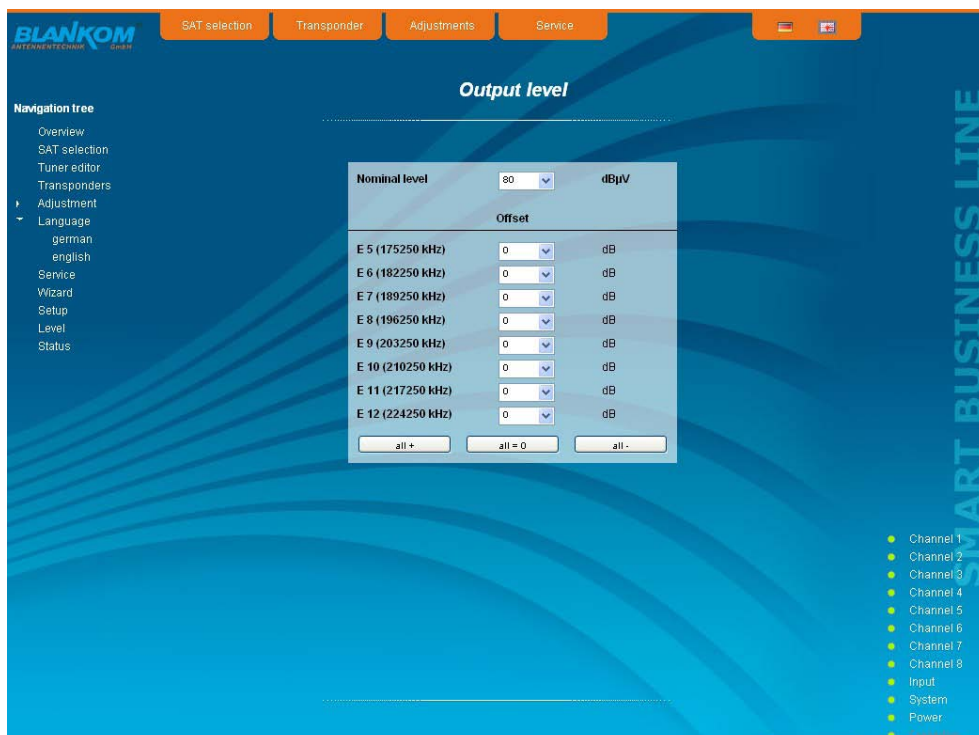 BLANKOM
ANTENNENTECHNIK GmbH
SAT selection
Transponder
Adjustments
Service
Output level
Navigation tree
Overview
SAT selection
Tuner editor
Transponders
Adjustment
Language
german
english
Service
Wizard
Setup
Level
Status
Nominal level 80 dBµV
Offset
E 5 (175250 kHz) 0 dB
E 6 (182250 kHz) 0 dB
E 7 (189250 kHz) 0 dB
E 8 (196250 kHz) 0 dB
E 9 (203250 kHz) 0 dB
E 10 (210250 kHz) 0 dB
E 11 (217250 kHz) 0 dB
E 12 (224250 kHz) 0 dB
all + all = 0 all -
SMART BUSINESS LINE
Channel 1
Channel 2
Channel 3
Channel 4
Channel 5
Channel 6
Channel 7
Channel 8
Input
System
Power